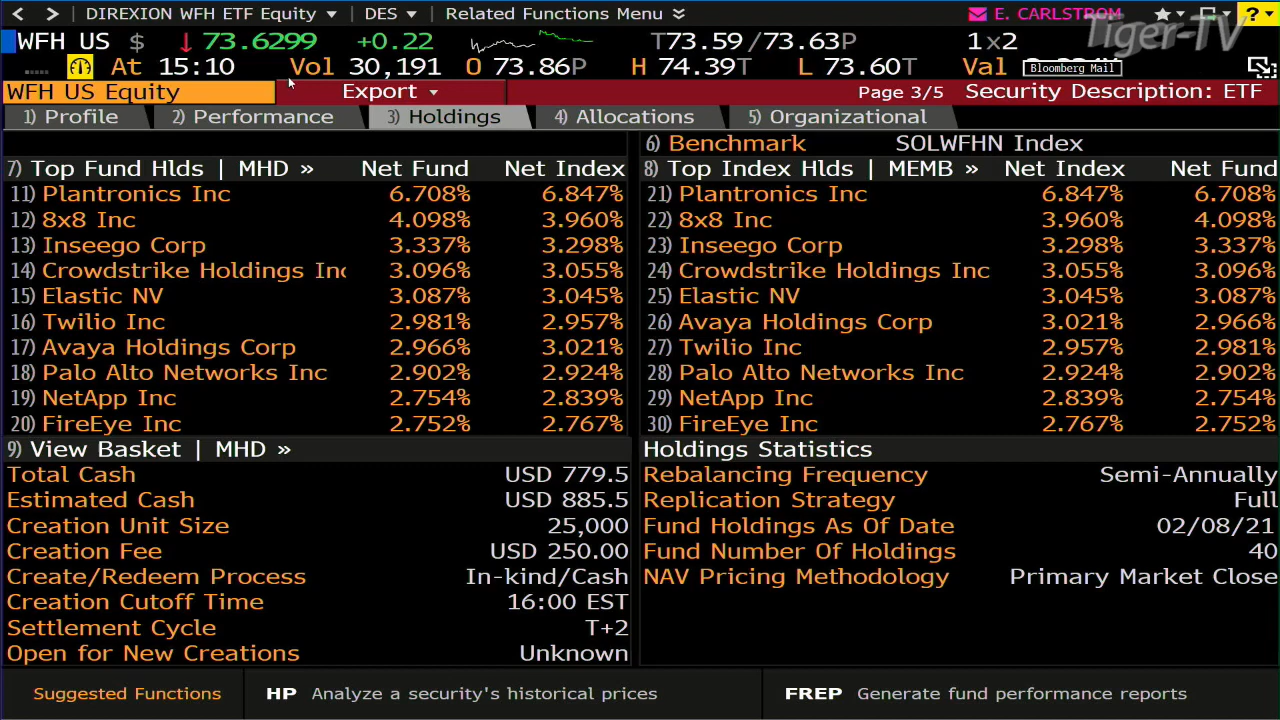 < > DIREXION WFH ETF Equity ▾ DES ▾ Related Functions Menu E. CARLSTROM ? ▾
WFH US $ ↓ 73.6299 +0.22 T73.59 /73.63P 1x2 Tiger-TV
At 15:10 Vol 30,191 O 73.86P H 74.39T L 73.60T Val
Bloomberg Mail
WFH US Equity Export ▾ Page 3/5 Security Description: ETF
1) Profile 2) Performance 3) Holdings 4) Allocations 5) Organizational
6) Benchmark SOLWFHN Index
7) Top Fund Hlds | MHD » Net Fund Net Index
11) Plantronics Inc 6.708% 6.847%
12) 8x8 Inc 4.098% 3.960%
13) Inseego Corp 3.337% 3.298%
14) Crowdstrike Holdings Inc 3.096% 3.055%
15) Elastic NV 3.087% 3.045%
16) Twilio Inc 2.981% 2.957%
17) Avaya Holdings Corp 2.966% 3.021%
18) Palo Alto Networks Inc 2.902% 2.924%
19) NetApp Inc 2.754% 2.839%
20) FireEye Inc 2.752% 2.767%
8) Top Index Hlds | MEMB » Net Index Net Fund
21) Plantronics Inc 6.847% 6.708%
22) 8x8 Inc 3.960% 4.098%
23) Inseego Corp 3.298% 3.337%
24) Crowdstrike Holdings Inc 3.055% 3.096%
25) Elastic NV 3.045% 3.087%
26) Avaya Holdings Corp 3.021% 2.966%
27) Twilio Inc 2.957% 2.981%
28) Palo Alto Networks Inc 2.924% 2.902%
29) NetApp Inc 2.839% 2.754%
30) FireEye Inc 2.767% 2.752%
9) View Basket | MHD »
Total Cash USD 779.5
Estimated Cash USD 885.5
Creation Unit Size 25,000
Creation Fee USD 250.00
Create/Redeem Process In-kind/Cash
Creation Cutoff Time 16:00 EST
Settlement Cycle T+2
Open for New Creations Unknown
Holdings Statistics
Rebalancing Frequency Semi-Annually
Replication Strategy Full
Fund Holdings As Of Date 02/08/21
Fund Number Of Holdings 40
NAV Pricing Methodology Primary Market Close
Suggested Functions HP Analyze a security's historical prices FREP Generate fund performance reports